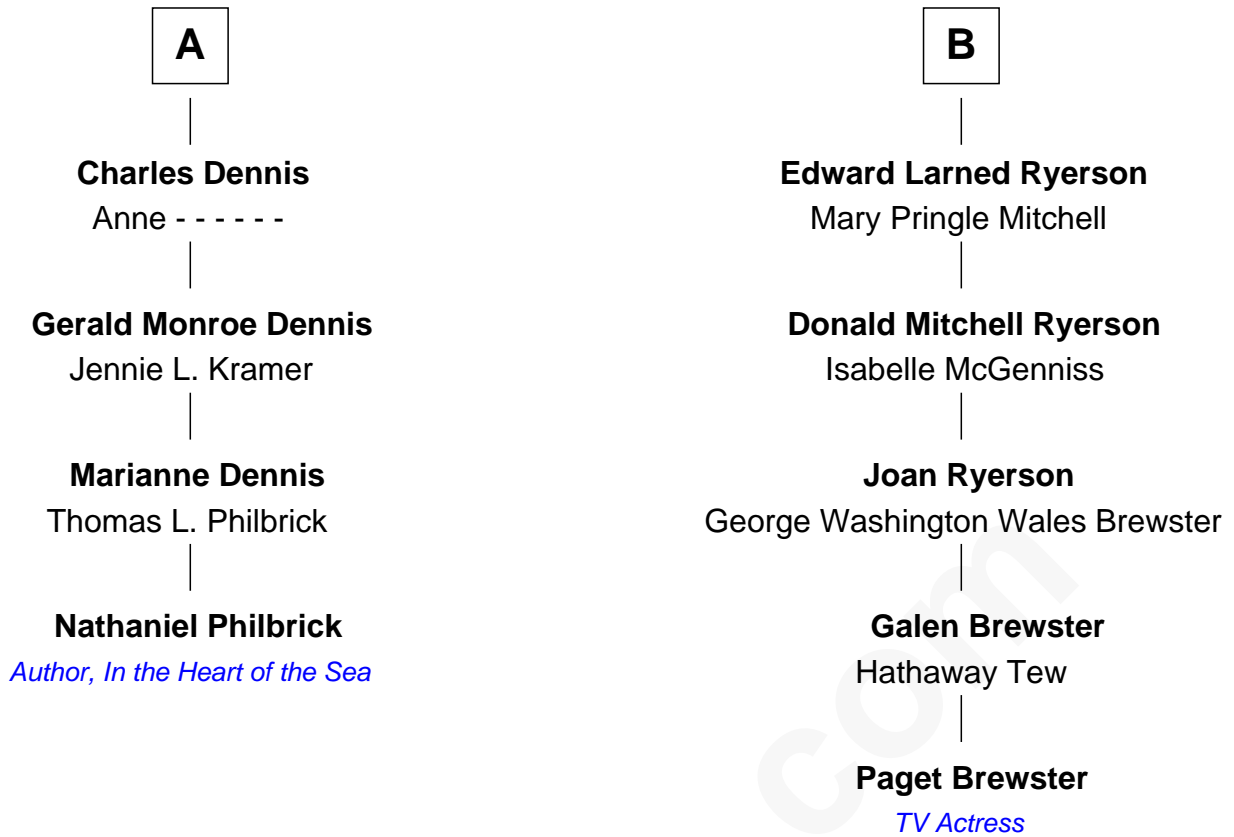 A
Charles Dennis
Anne - - - - - -
Gerald Monroe Dennis
Jennie L. Kramer
Marianne Dennis
Thomas L. Philbrick
Nathaniel Philbrick
Author, In the Heart of the Sea
B
Edward Larned Ryerson
Mary Pringle Mitchell
Donald Mitchell Ryerson
Isabelle McGenniss
Joan Ryerson
George Washington Wales Brewster
Galen Brewster
Hathaway Tew
Paget Brewster
TV Actress
com